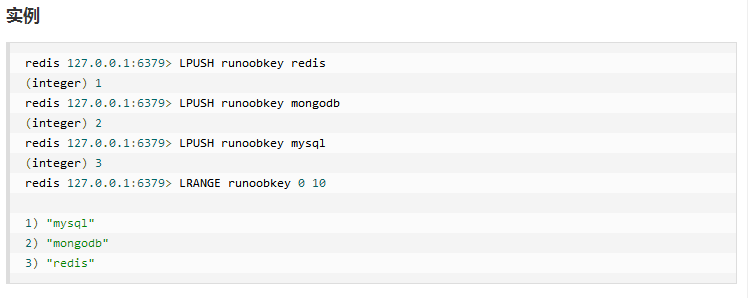 实例
redis 127.0.0.1:6379> LPUSH runoobkey redis
(integer) 1
redis 127.0.0.1:6379> LPUSH runoobkey mongodb
(integer) 2
redis 127.0.0.1:6379> LPUSH runoobkey mysql
(integer) 3
redis 127.0.0.1:6379> LRANGE runoobkey 0 10
1) "mysql"
2) "mongodb"
3) "redis"